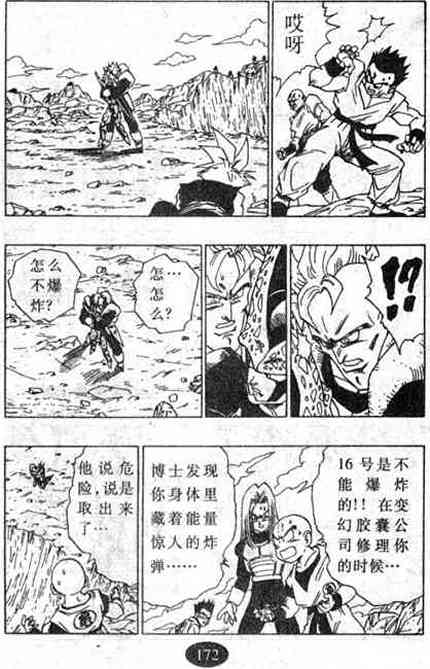 哎
呀
!?
怎…
怎
么?
怎么
不爆
炸?
16号是不
能爆炸
的!!在变
幻胶囊公
司修理你
的时候…
博士发现
你身体里
藏着能量
惊人的炸
弹……
他说危
险,说是
取出来
了…
172